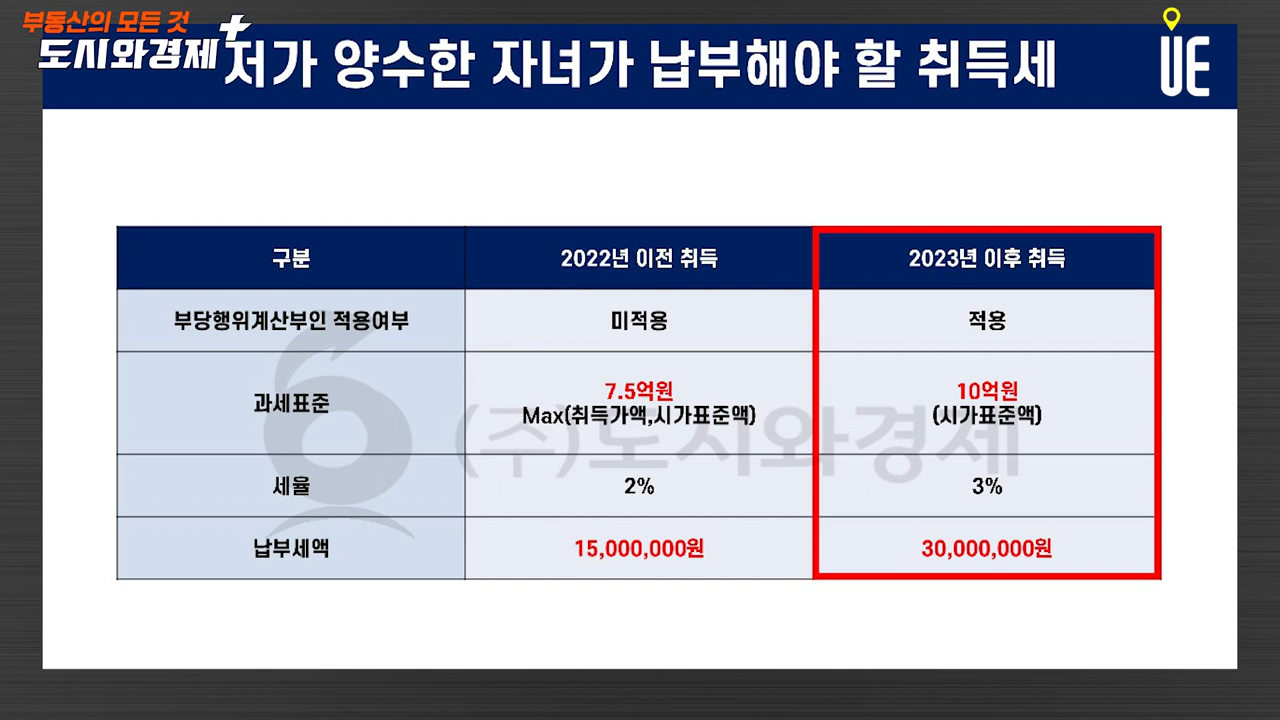 부동산의 모든 것
도시와경제
저가 양수한 자녀가 납부해야 할 취득세
UE
구분
2022년 이전 취득
2023년 이후 취득
부당행위계산부인 적용여부
미적용
적용
과세표준
7.5억원
Max(취득가액,시가표준액)
10억원
(시가표준액)
세율
2%
3%
납부세액
15,000,000원
30,000,000원
(주)도시와경제